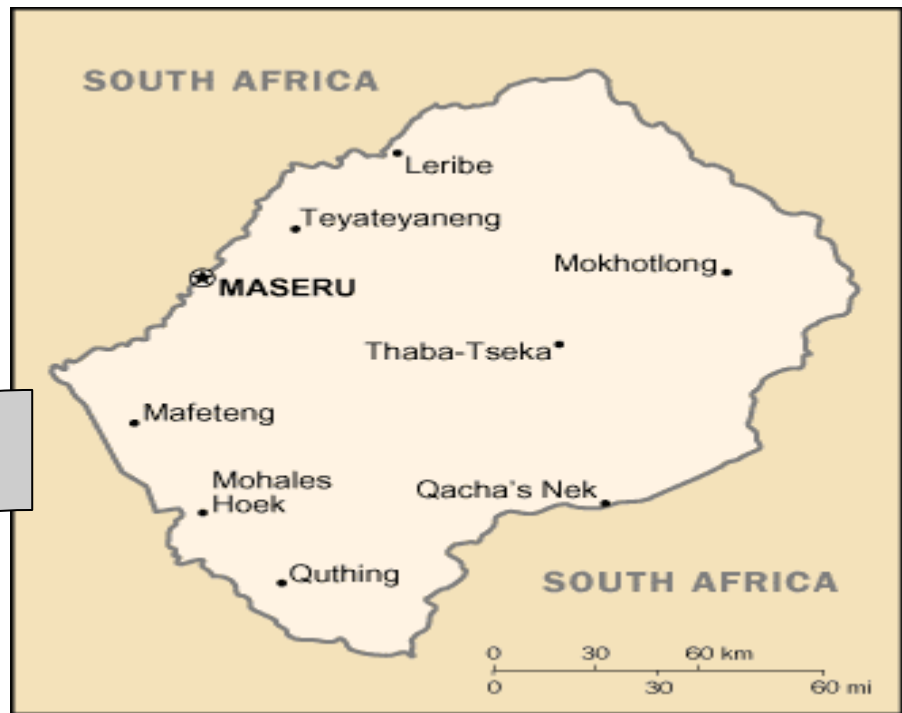 SOUTH AFRICA
Leribe
Teyateyaneng
Mokhotlong
MASERU
Thaba-Tseka
Mafeteng
Mohales
Hoek
Qacha's Nek
Quthing
SOUTH AFRICA
0 30 60 km
0 30 60 mi